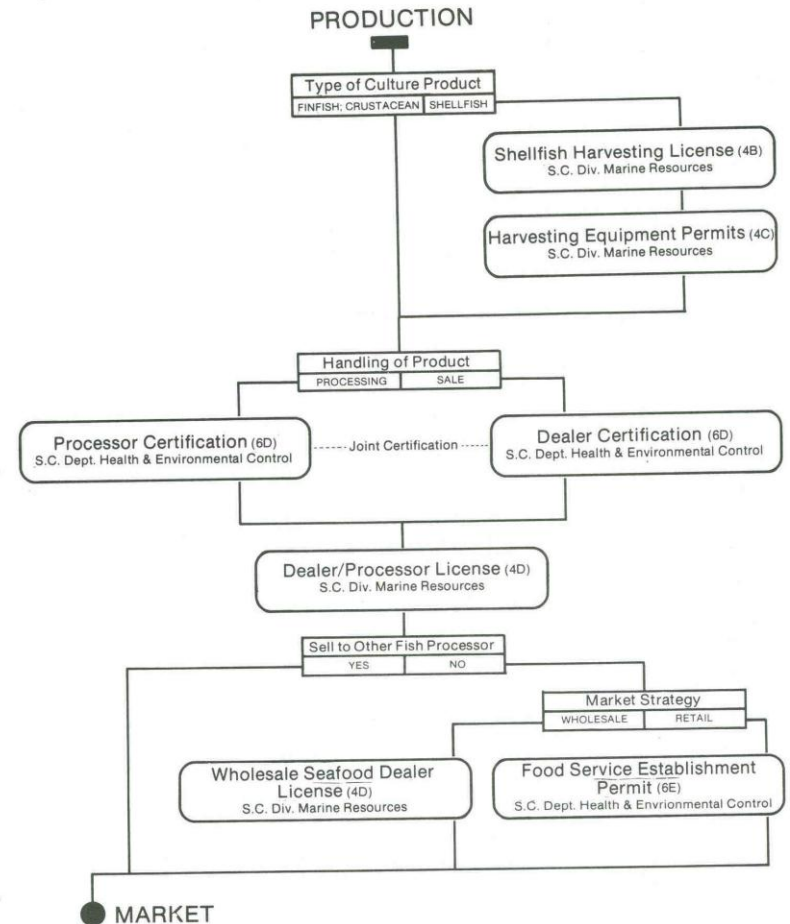 PRODUCTION
Type of Culture Product
FINFISH; CRUSTACEAN SHELLFISH
Shellfish Harvesting License (4B)
S.C. Div. Marine Resources
Harvesting Equipment Permits (4C)
S.C. Div. Marine Resources
Handling of Product
PROCESSING SALE
Processor Certification (6D)
S.C. Dept. Health & Environmental Control
Joint Certification
Dealer Certification (6D)
S.C. Dept. Health & Environmental Control
Dealer/Processor License (4D)
S.C. Div. Marine Resources
Sell to Other Fish Processor
YES NO
Market Strategy
WHOLESALE RETAIL
Wholesale Seafood Dealer
License (4D)
S.C. Div. Marine Resources
Food Service Establishment
Permit (6E)
S.C. Dept. Health & Envrionmental Control
MARKET